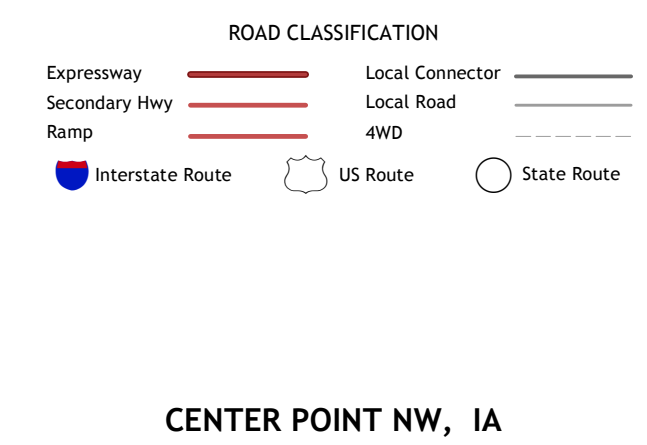 ROAD CLASSIFICATION
Expressway
Secondary Hwy
Ramp
Local Connector
Local Road
4WD
Interstate Route
US Route
State Route
CENTER POINT NW, IA